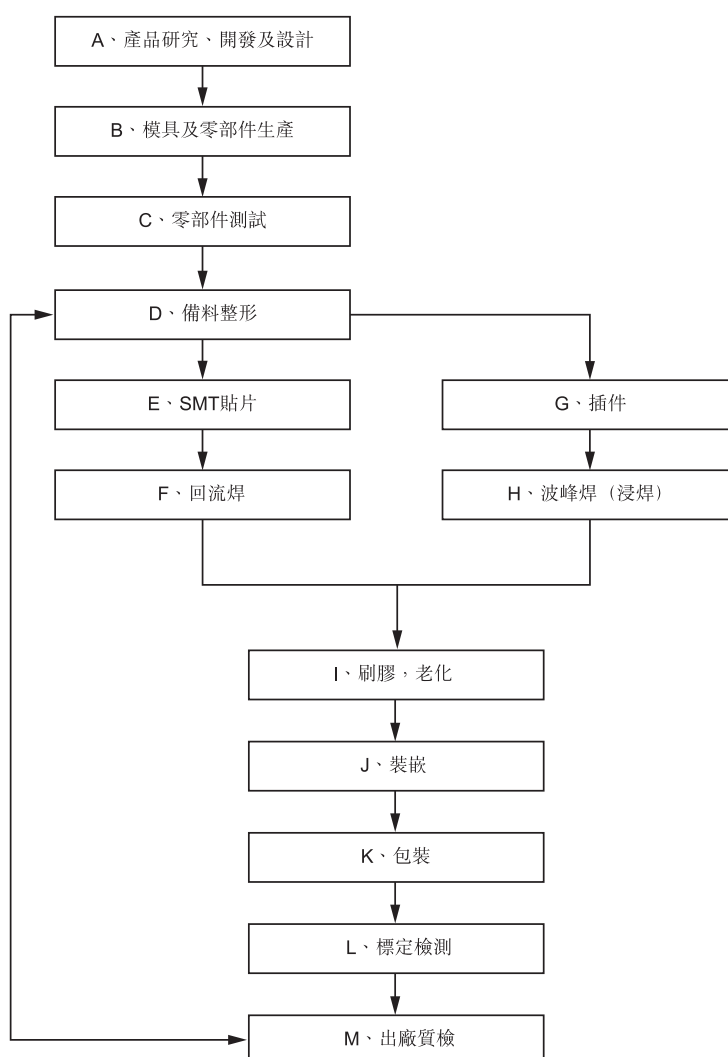 A、產品研究、開發及設計
B、模具及零部件生產
C、零部件測試
D、備料整形
E、SMT貼片
G、插件
F、回流焊
H、波峰焊（浸焊）
I、刷膠，老化
J、裝嵌
K、包裝
L、標定檢測
M、出廠質檢